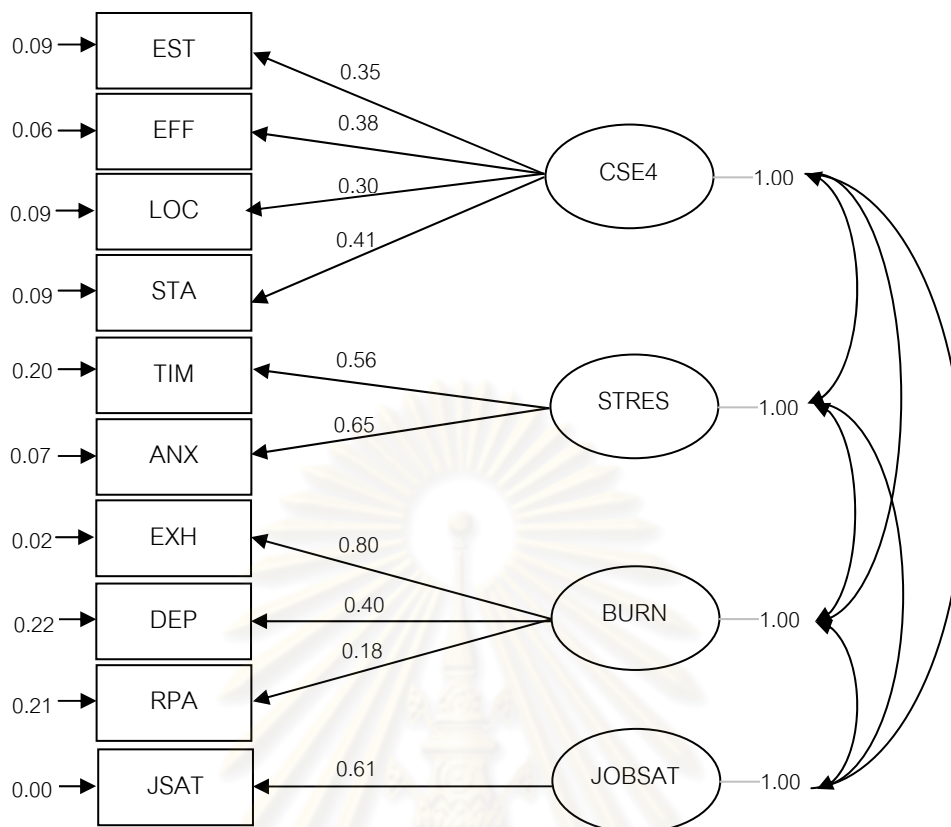 0.09 EST
0.35
0.06 EFF
0.38
CSE4 1.00
0.09 LOC
0.30
0.09 STA
0.41
0.20 TIM
0.56
STRES 1.00
0.07 ANX
0.65
0.02 EXH
0.80
0.22 DEP
0.40
BURN 1.00
0.21 RPA
0.18
0.00 JSAT
0.61
JOBSAT 1.00